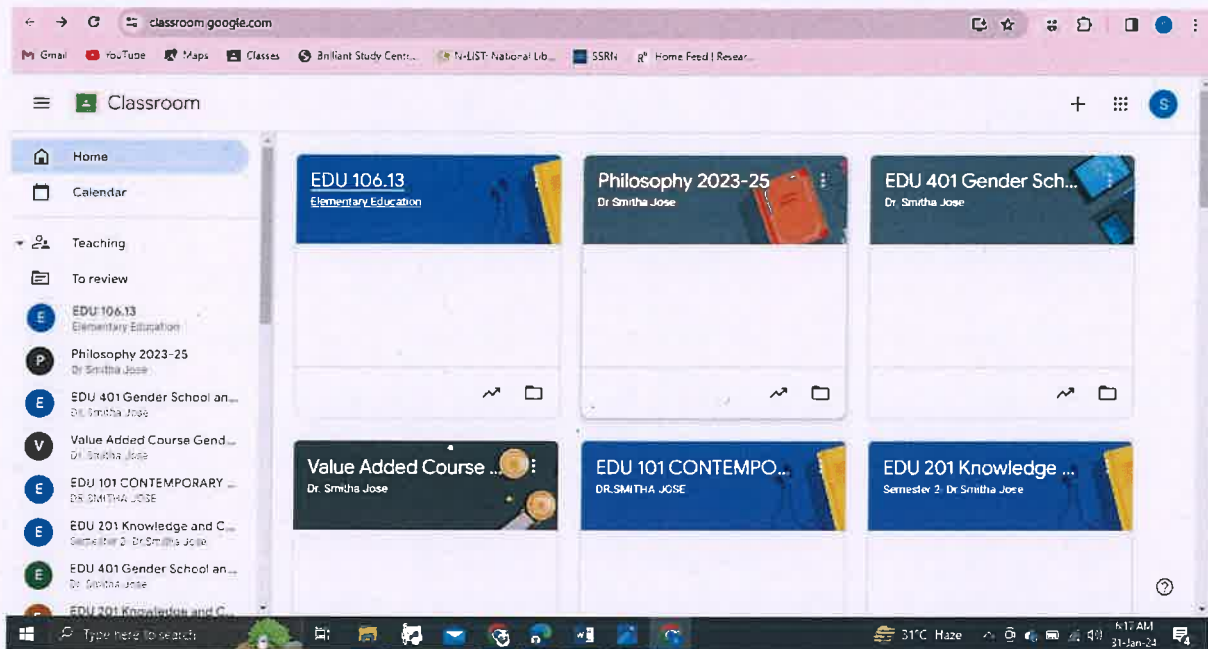 classroom.google.com
Gmail YouTube Maps Classes Brilliant Study Centr... N-LIST: National Lib... SSRN Home Feed | Resear...
Classroom
S
Home
Calendar
Teaching
To review
E EDU 106.13
Elementary Education
P Philosophy 2023-25
Dr Smitha Jose
E EDU 401 Gender School an...
Dr. Smitha Jose
V Value Added Course Gend...
Dr. Smitha Jose
E EDU 101 CONTEMPORARY ...
DR.SMITHA JOSE
E EDU 201 Knowledge and C...
Semester 2- Dr.Smitha Jose
E EDU 401 Gender School an...
Dr. Smitha Jose
EDU 201 Knowledge and C...
EDU 106.13
Elementary Education
Philosophy 2023-25
Dr Smitha Jose
EDU 401 Gender Sch...
Dr. Smitha Jose
Value Added Course ...
Dr. Smitha Jose
EDU 101 CONTEMPO...
DR.SMITHA JOSE
EDU 201 Knowledge ...
Semester 2- Dr.Smitha Jose
Type here to search
31°C Haze
6:17 AM
31-Jan-24